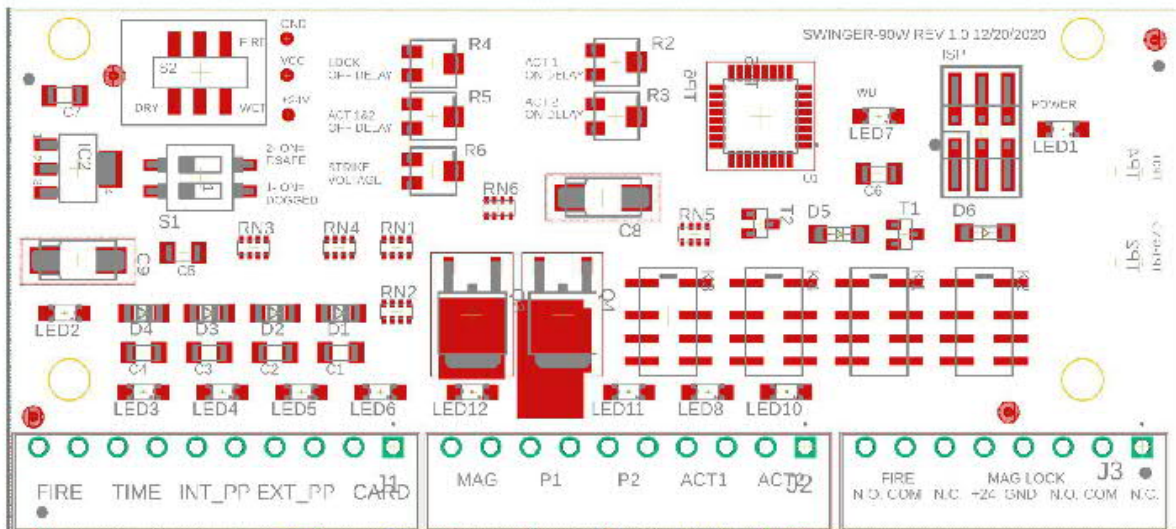 GND
SWINGER-90W REV 1.0 12/20/2020
FIRE
R4
R2
ISP
S2
VCC
LOCK
OFF DELAY
ACT 1
ON DELAY
C7
+24V
R5
R3
WD
POWER
DRY
WET
ACT 1&2
OFF DELAY
ACT 2
ON DELAY
LED7
LED1
IC2
2- ON=
F.SAFE
R6
STRIKE
VOLTAGE
1
1- ON=
DOGGED
RN6
C6
S1
C8
RN5
T2
D5
T1
D6
RN3
RN4
RN1
C9
TP2
RN2
LED2
D4
D3
D2
D1
C4
C3
C2
C1
LED3
LED4
LED5
LED6
LED12
LED11
LED8
LED10
J1
J2
J3
FIRE
TIME
INT_PP
EXT_PP
CARD
MAG
P1
P2
ACT1
ACT2
FIRE
MAG LOCK
N.O. COM
N.C.
+24
GND
N.O. COM
N.C.